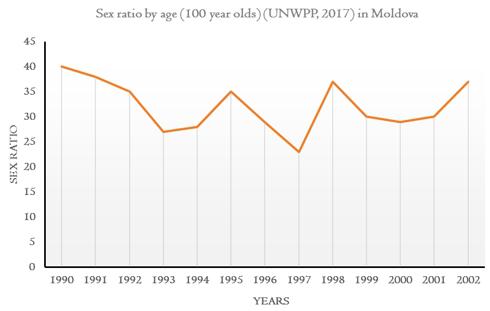 Sex ratio by age (100 year olds) (UNWPP, 2017) in Moldova
45
40
35
30
25
20
15
10
5
0
SEX RATIO
1990 1991 1992 1993 1994 1995 1996 1997 1998 1999 2000 2001 2002
YEARS